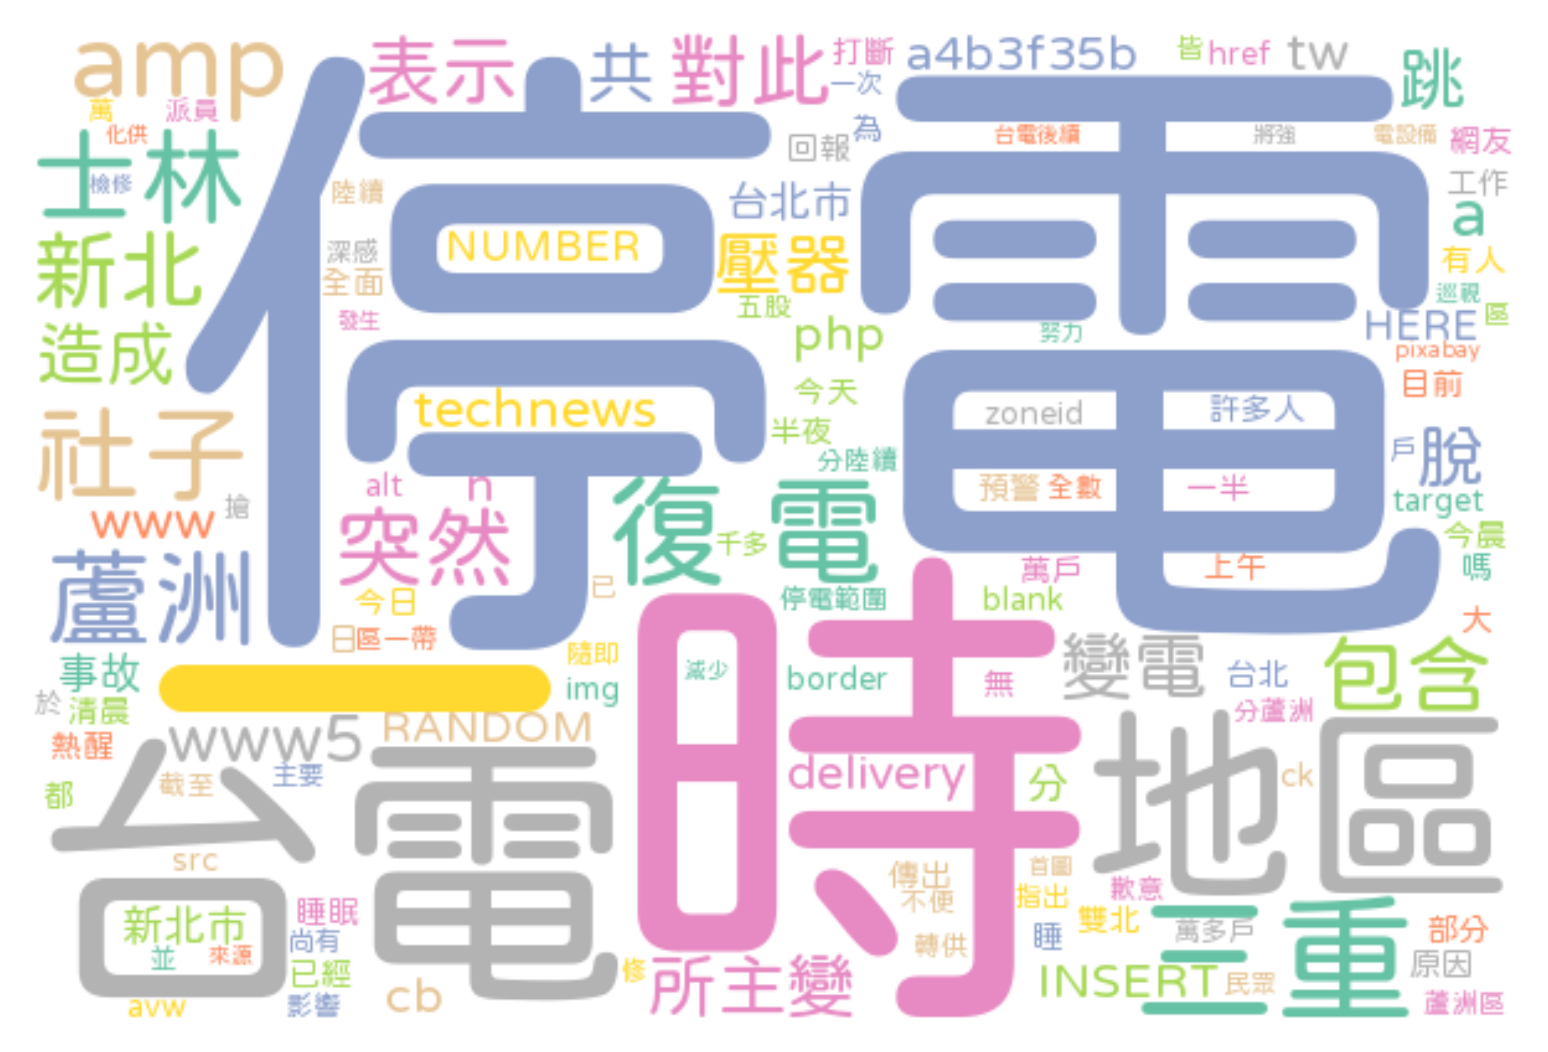 amp
表示
共
對此
打斷
一次
a4b3f35b
皆
href
tw
跳
萬
派員
化供
為
回報
台電後續
將強
電設備
網友
士林
檢修
陸續
台北市
工作
a
停電
新北
深感
全面
NUMBER
壓器
五股
有人
巡視
區
發生
php
努力
HERE
pixabay
造成
今天
目前
technews
zoneid
許多人
半夜
戶
脫
社子
分陸續
alt
h
預警
全數
一半
target
www
搶
突然
復電
千多
今晨
蘆洲
萬戶
上午
嗎
今日
已
停電範圍
blank
大
日
區一帶
隨即
時
減少
border
無
變電
台北
包含
事故
一
img
分蘆洲
於
清晨
RANDOM
熱醒
www5
主要
截至
delivery
分
地區
ck
都
台電
src
傳出
不便
首圖
指出
歉意
新北市
並
來源
睡眠
尚有
雙北
三重
萬多戶
部分
睡
轉供
原因
已經
修
所主變
INSERT
民眾
avw
影響
cb
蘆洲區